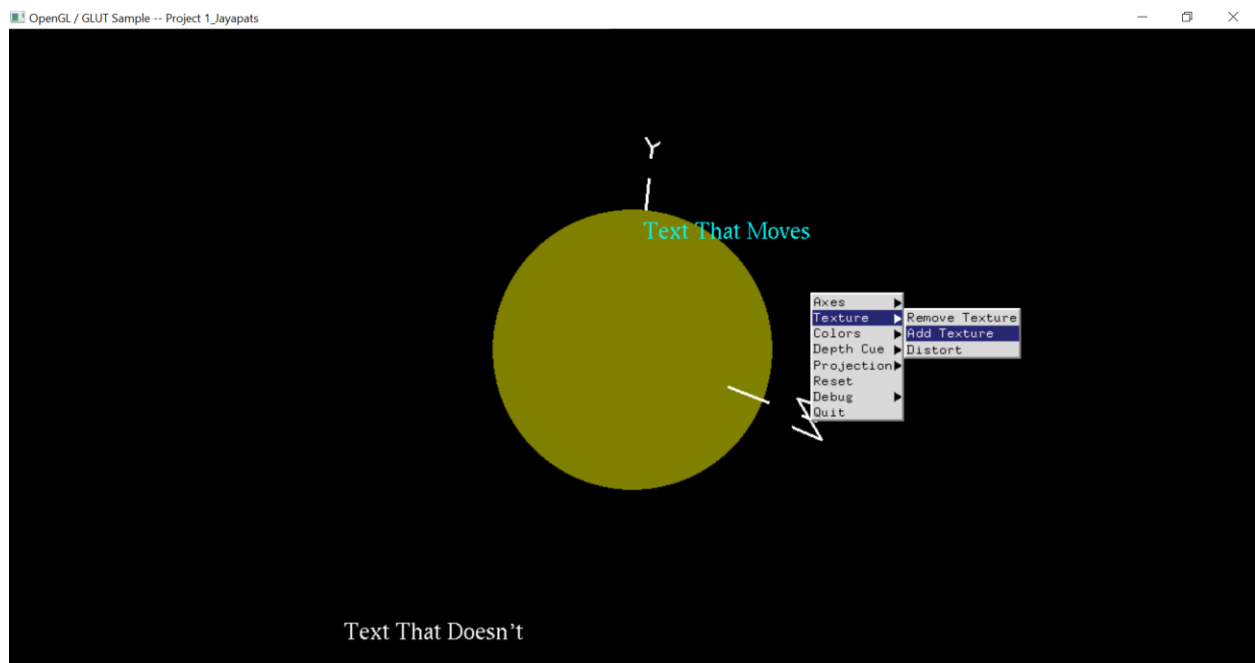 OpenGL / GLUT Sample -- Project 1_Jayapats
Y
Text That Moves
Axes
Texture
Colors
Depth Cue
Projection
Reset
Debug
Quit
Remove Texture
Add Texture
Distort
Text That Doesn’t